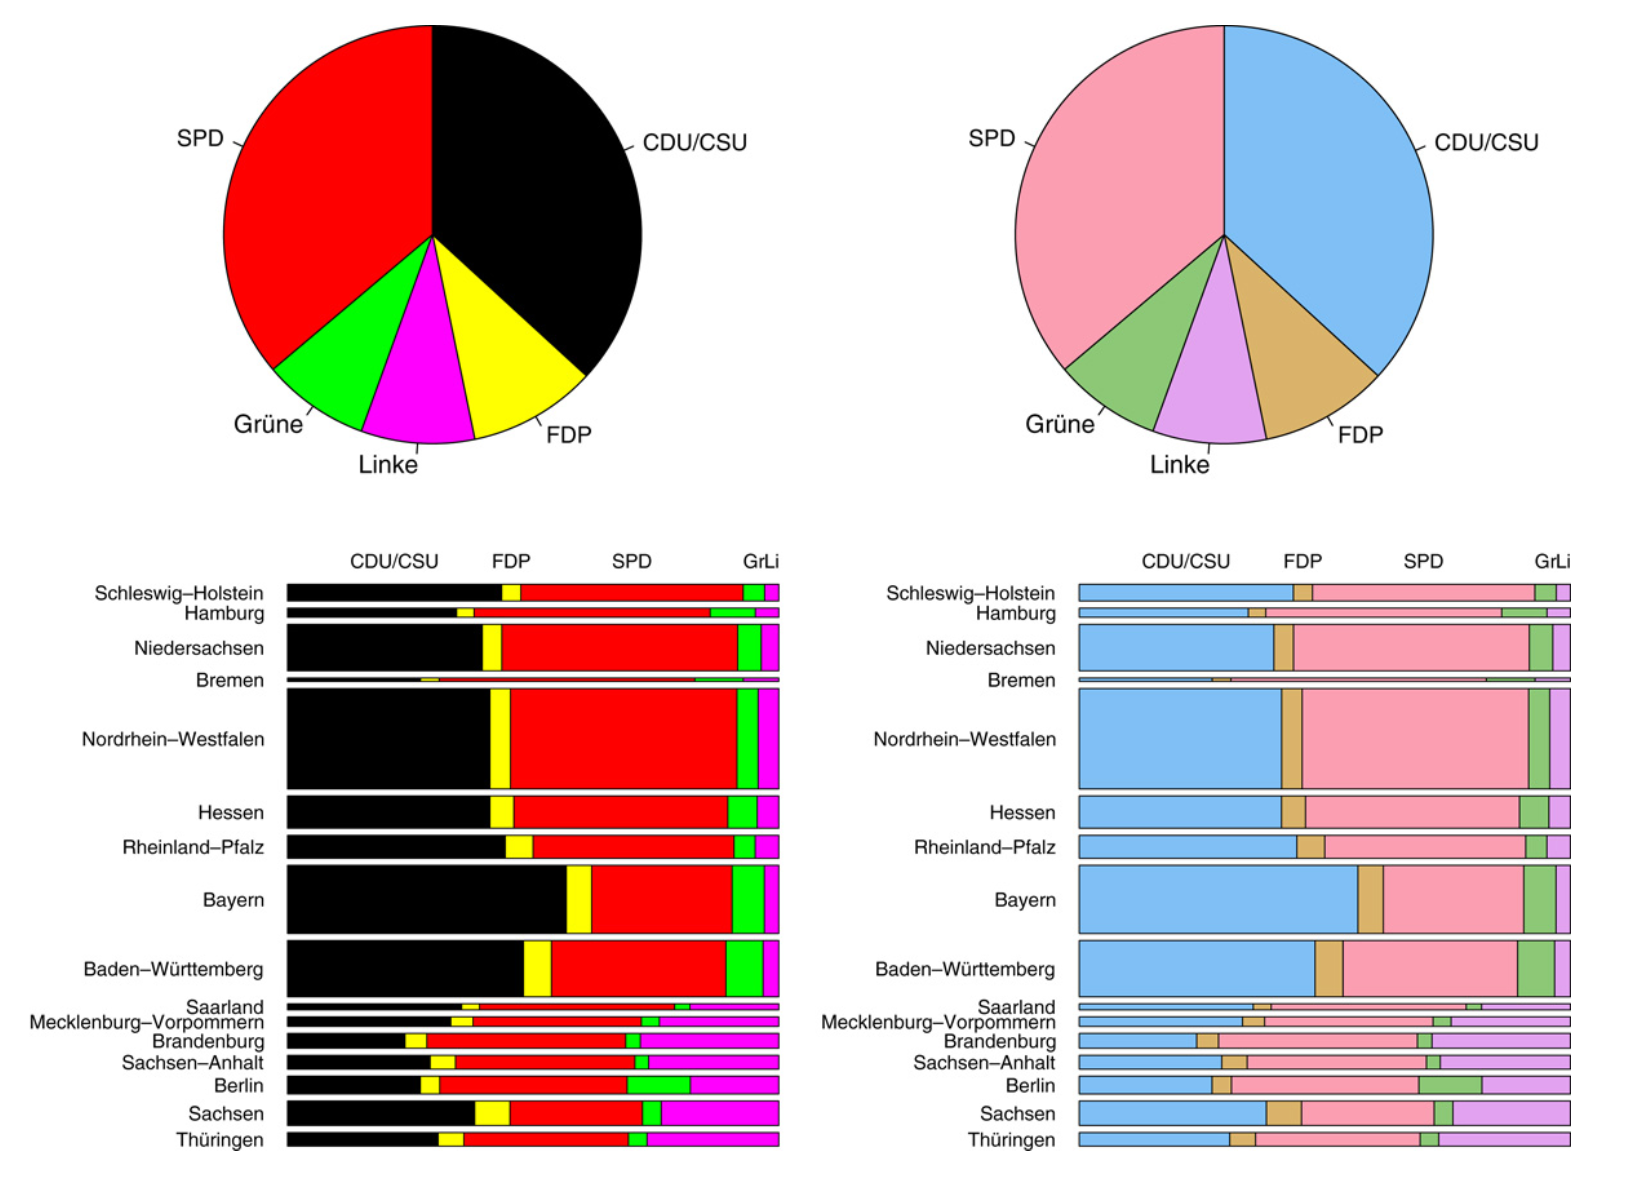 SPD
CDU/CSU
Grüne
FDP
Linke
SPD
CDU/CSU
Grüne
FDP
Linke
CDU/CSU FDP SPD GrLi
Schleswig–Holstein
Hamburg
Niedersachsen
Bremen
Nordrhein–Westfalen
Hessen
Rheinland–Pfalz
Bayern
Baden–Württemberg
Saarland
Mecklenburg–Vorpommern
Brandenburg
Sachsen–Anhalt
Berlin
Sachsen
Thüringen
CDU/CSU FDP SPD GrLi
Schleswig–Holstein
Hamburg
Niedersachsen
Bremen
Nordrhein–Westfalen
Hessen
Rheinland–Pfalz
Bayern
Baden–Württemberg
Saarland
Mecklenburg–Vorpommern
Brandenburg
Sachsen–Anhalt
Berlin
Sachsen
Thüringen